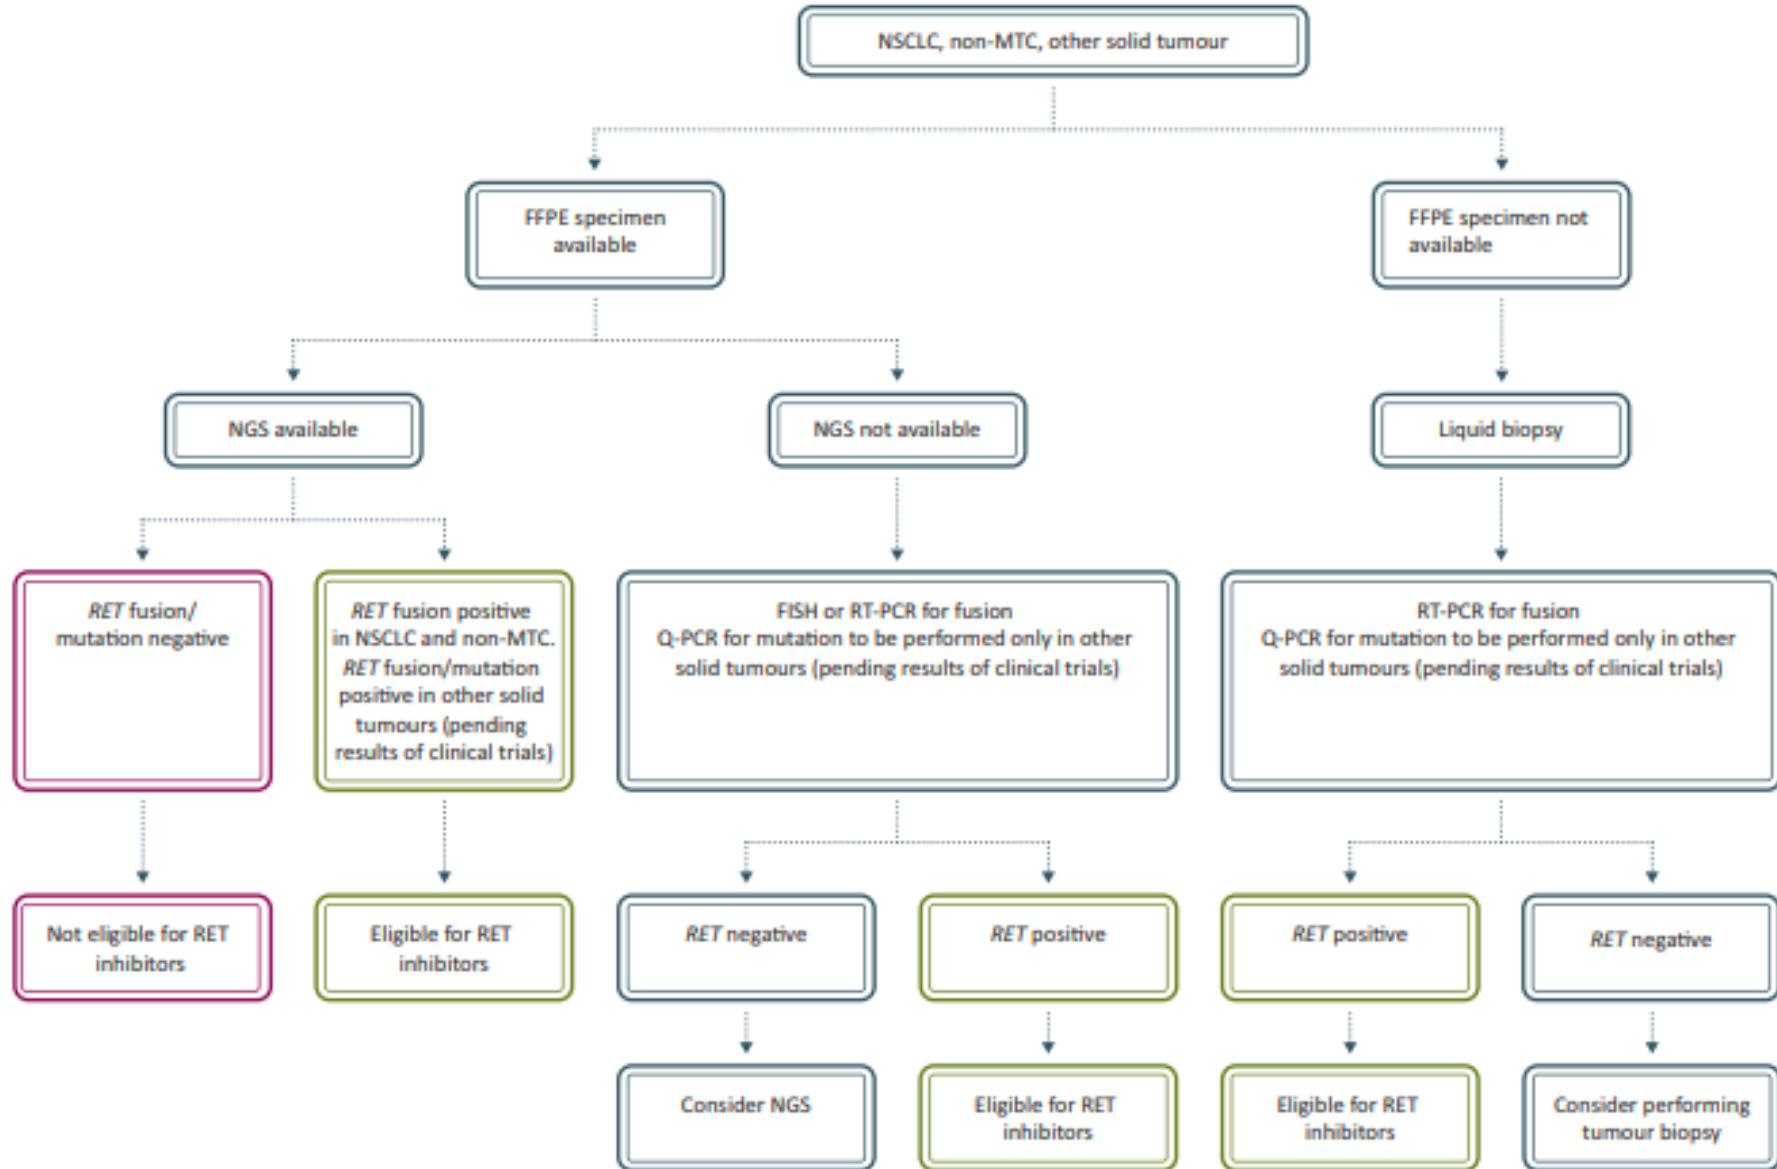 NSCLC, non-MTC, other solid tumour
FFPE specimen
available
FFPE specimen not
available
NGS available
NGS not available
Liquid biopsy
RET fusion/
mutation negative
RET fusion positive
in NSCLC and non-MTC.
RET fusion/mutation
positive in other solid
tumours (pending
results of clinical trials)
FISH or RT-PCR for fusion
Q-PCR for mutation to be performed only in other
solid tumours (pending results of clinical trials)
RT-PCR for fusion
Q-PCR for mutation to be performed only in other
solid tumours (pending results of clinical trials)
Not eligible for RET
inhibitors
Eligible for RET
inhibitors
RET negative
RET positive
RET positive
RET negative
Consider NGS
Eligible for RET
inhibitors
Eligible for RET
inhibitors
Consider performing
tumour biopsy